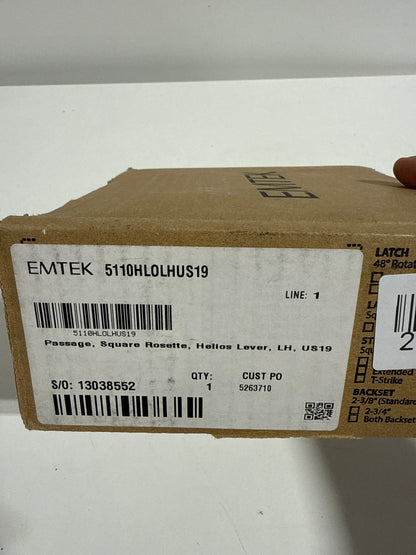 EMTEK
EMTEK 5110HLOLHUS19
LINE: 1
5110HLOLHUS19
Passage, Square Rosette, Helios Lever, LH, US19
QTY: CUST PO
S/O: 13038552 1 5263710
LATCH
48° Rotat
Extended
T-Strike
BACKSET
2-3/8" (Standard
2-3/4"
Both Backset
2